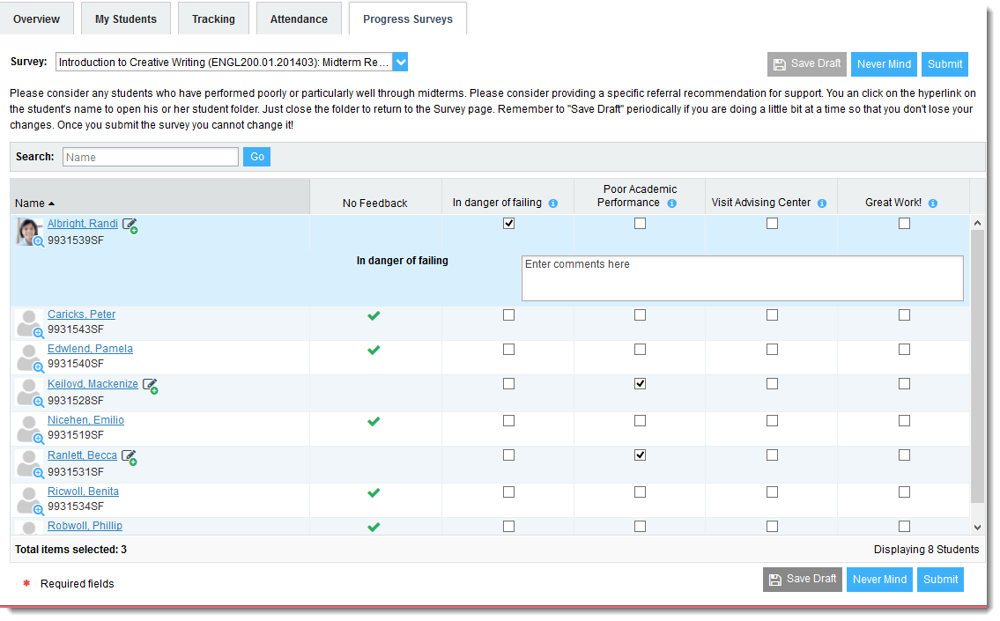 Overview My Students Tracking Attendance Progress Surveys
Survey: Introduction to Creative Writing (ENGL200.01.201403): Midterm Re... Save Draft Never Mind Submit
Please consider any students who have performed poorly or particularly well through midterms. Please consider providing a specific referral recommendation for support. You an click on the hyperlink on
the student's name to open his or her student folder. Just close the folder to return to the Survey page. Remember to "Save Draft" periodically if you are doing a little bit at a time so that you don't lose your
changes. Once you submit the survey you cannot change it!
Search: Name Go
Name No Feedback In danger of failing Poor Academic Performance Visit Advising Center Great Work!
Albright, Randi
9931539SF
In danger of failing Enter comments here
Caricks, Peter
9931543SF
Edwlend, Pamela
9931540SF
Keiloyd, Mackenize
9931528SF
Nicehen, Emilio
9931519SF
Ranlett, Becca
9931531SF
Ricwoll, Benita
9931534SF
Robwoll, Phillip
Total items selected: 3 Displaying 8 Students
* Required fields Save Draft Never Mind Submit